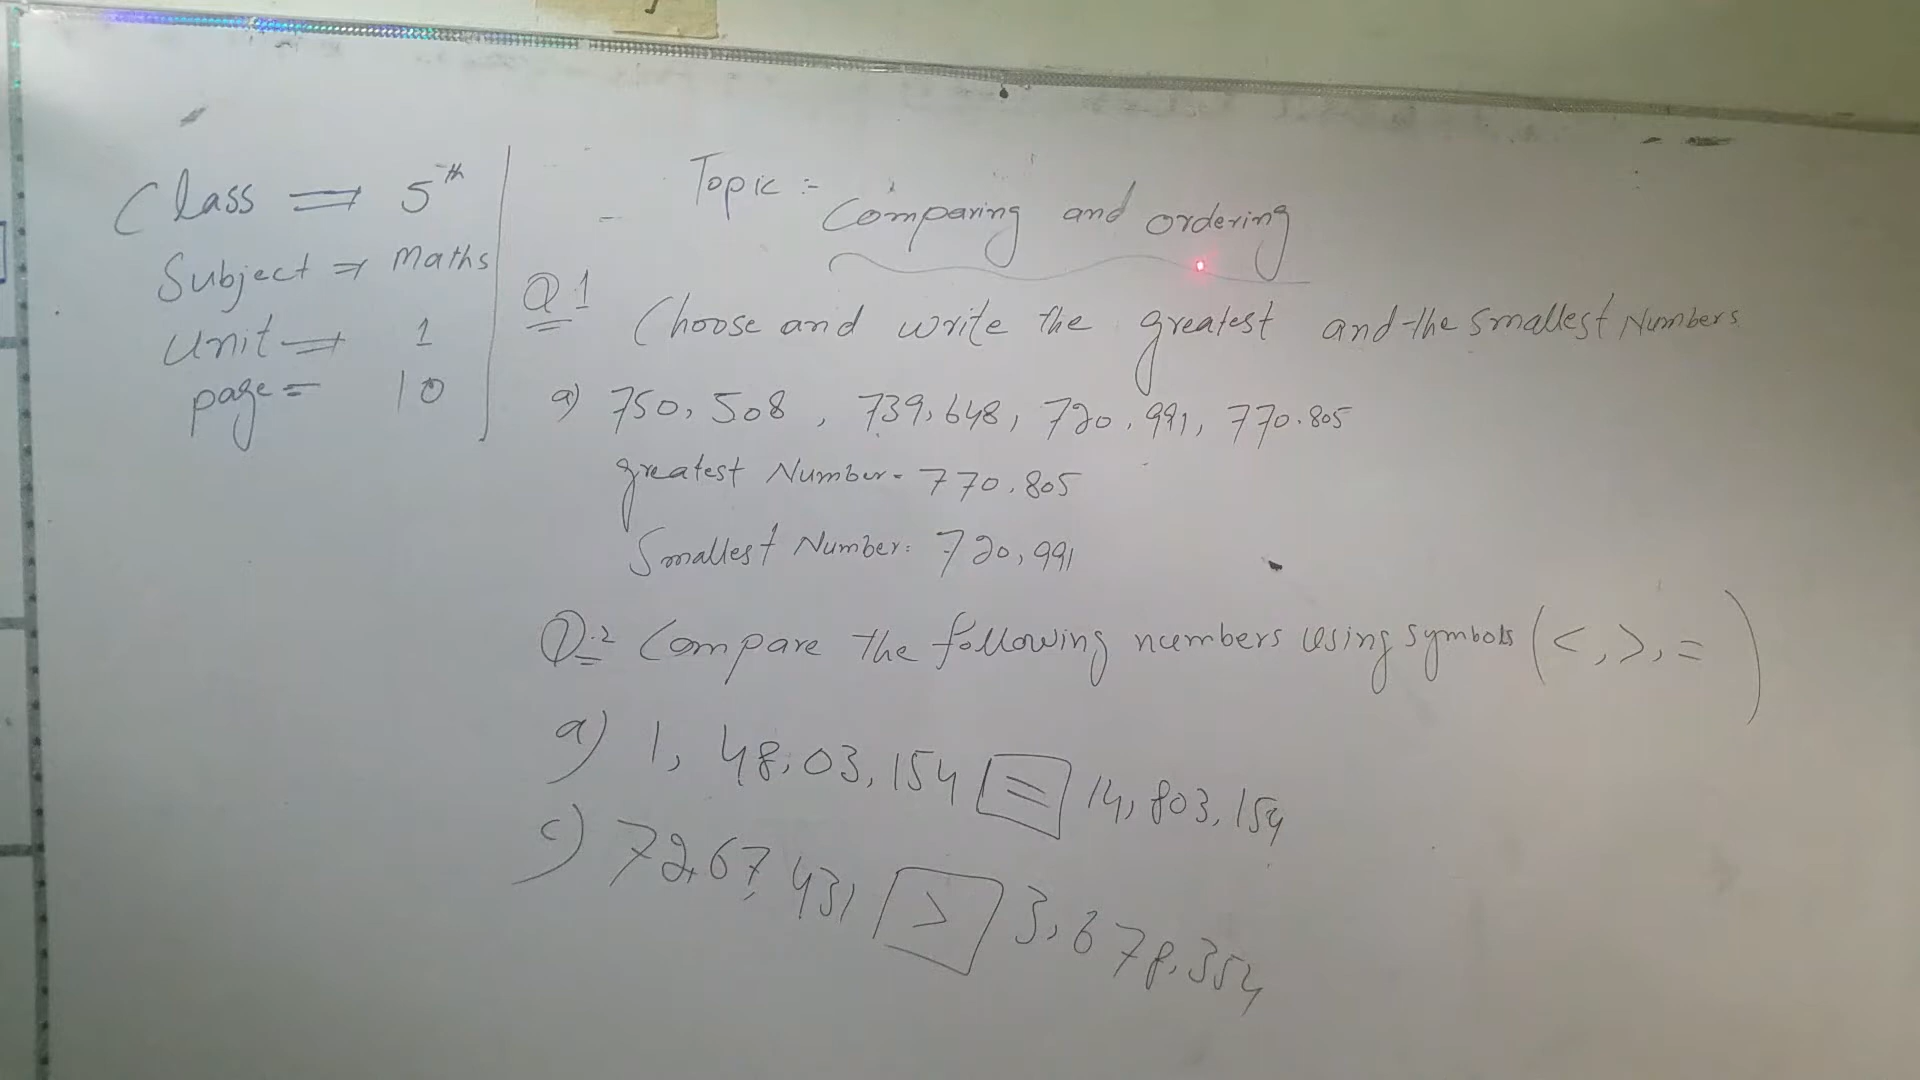 Class ⇒ 5th
Subject ⇒ Maths
Unit ⇒ 1
page = 10
Topic :- Comparing and ordering
Q1 Choose and write the greatest and the Smallest Numbers
a) 750,508, 739,648, 720,991, 770.805
greatest Number- 770.805
Smallest Number: 720,991
Q.2 Compare the following numbers using symbols (<,>,=)
a) 1,48,03,154 = 14,803,154
c) 72,67,431 > 3,678,354